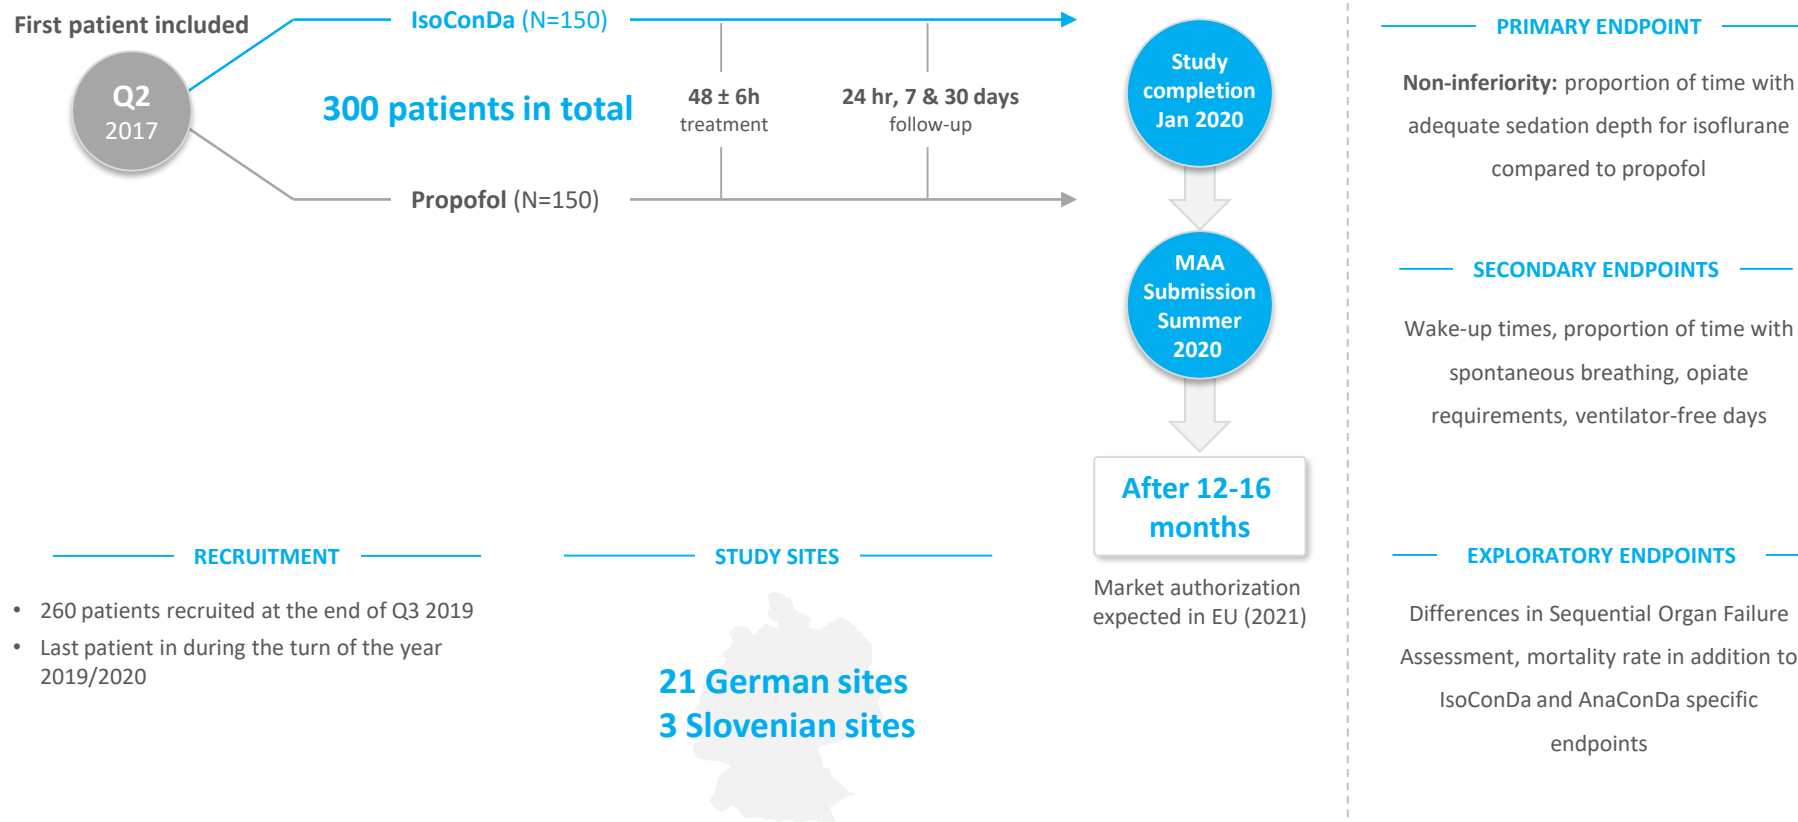 First patient included
Q2
2017
IsoConDa (N=150)
300 patients in total
48 ± 6h
treatment
24 hr, 7 & 30 days
follow-up
Propofol (N=150)
Study
completion
Jan 2020
MAA
Submission
Summer
2020
After 12-16
months
Market authorization
expected in EU (2021)
RECRUITMENT
• 260 patients recruited at the end of Q3 2019
• Last patient in during the turn of the year
2019/2020
STUDY SITES
21 German sites
3 Slovenian sites
PRIMARY ENDPOINT
Non-inferiority: proportion of time with
adequate sedation depth for isoflurane
compared to propofol
SECONDARY ENDPOINTS
Wake-up times, proportion of time with
spontaneous breathing, opiate
requirements, ventilator-free days
EXPLORATORY ENDPOINTS
Differences in Sequential Organ Failure
Assessment, mortality rate in addition to
IsoConDa and AnaConDa specific
endpoints